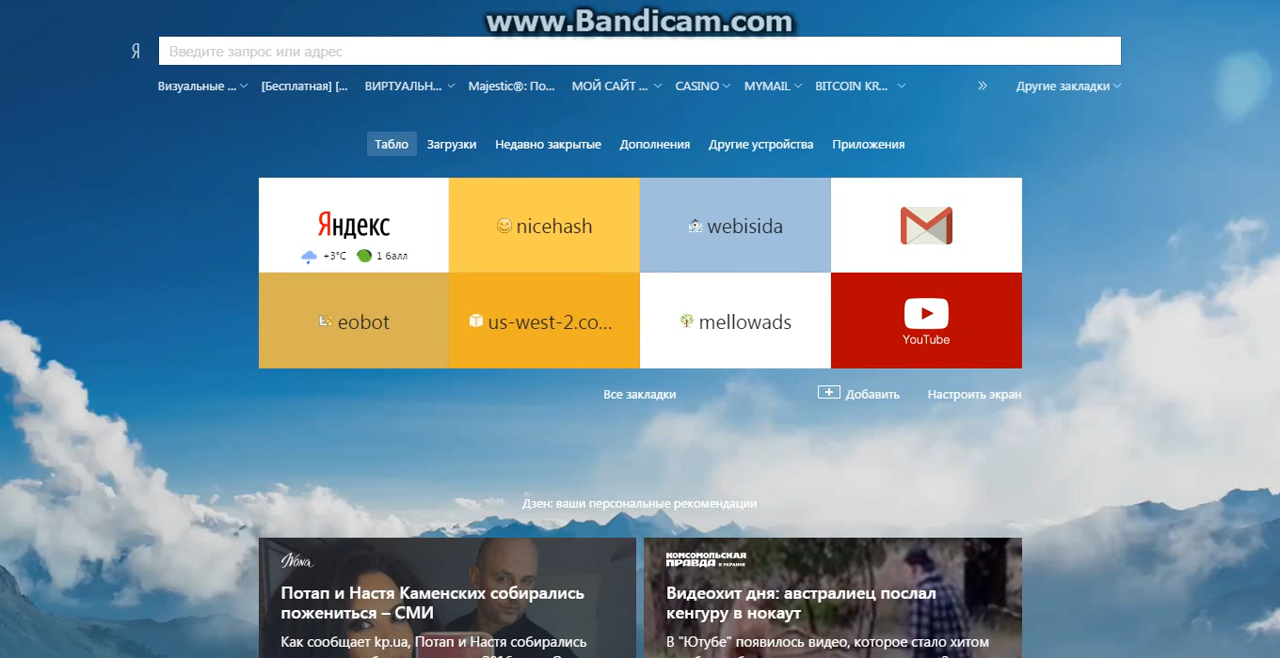 www.Bandicam.com
Я
Введите запрос или адрес
Визуальные ...
[Бесплатная] [...
ВИРТУАЛЬН...
Majestic®: По...
МОЙ САЙТ ...
CASINO
MYMAIL
BITCOIN KR...
»
Другие закладки
Табло
Загрузки
Недавно закрытые
Дополнения
Другие устройства
Приложения
Яндекс
+3°C
1 балл
nicehash
webisida
eobot
us-west-2.co...
mellowads
YouTube
Все закладки
Добавить
Настроить экран
Дзен: ваши персональные рекомендации
Nona
Потап и Настя Каменских собирались
пожениться – СМИ
Как сообщает kp.ua, Потап и Настя собирались
КОМСОМОЛЬСКАЯ
ПРАВДА В УКРАИНЕ
Видеохит дня: австралиец послал
кенгуру в нокаут
В "Ютубе" появилось видео, которое стало хитом